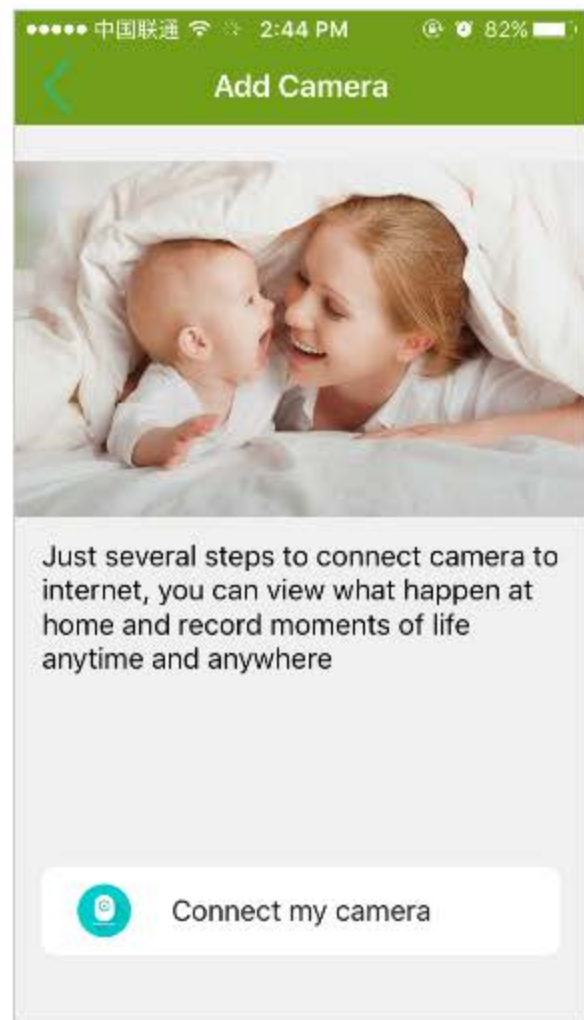 中国联通 2:44 PM 82%
Add Camera
Just several steps to connect camera to
internet, you can view what happen at
home and record moments of life
anytime and anywhere
Connect my camera